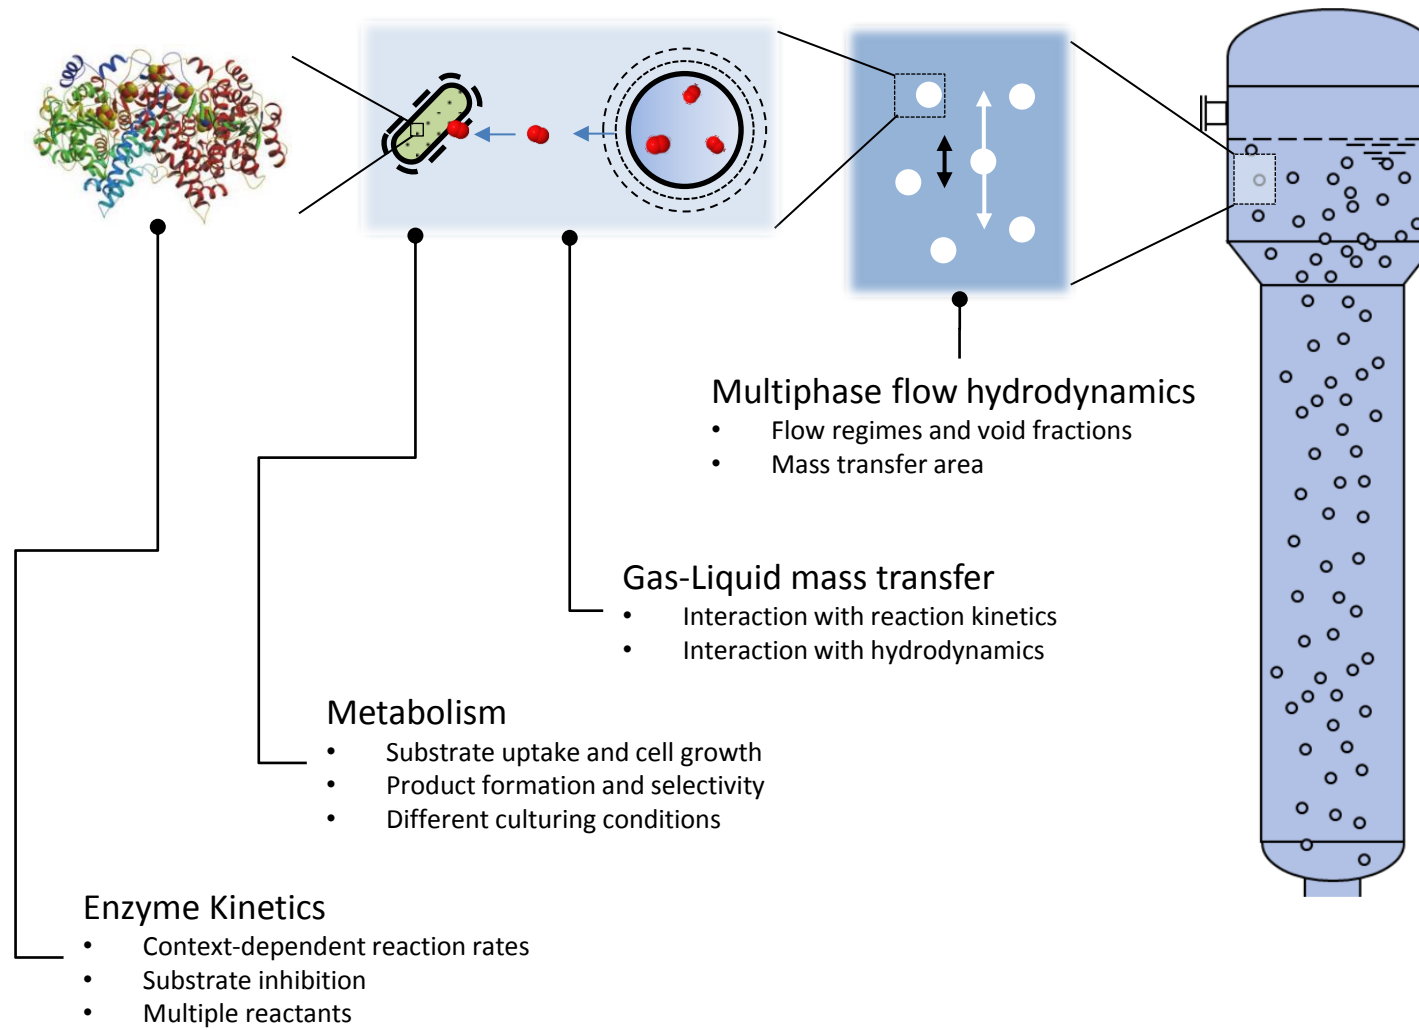 Multiphase flow hydrodynamics
• Flow regimes and void fractions
• Mass transfer area
Gas-Liquid mass transfer
• Interaction with reaction kinetics
• Interaction with hydrodynamics
Metabolism
• Substrate uptake and cell growth
• Product formation and selectivity
• Different culturing conditions
Enzyme Kinetics
• Context-dependent reaction rates
• Substrate inhibition
• Multiple reactants